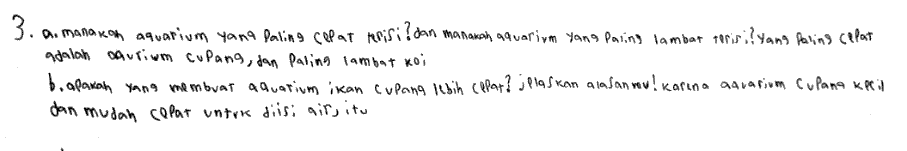 3. a. manakah aquarium yang Paling cepat terisi? dan manakah aquarium yang Paling lambat terisi? Yang Paling cepat
adalah aqurium cupang, dan Paling lambat koi
b. apakah yang membuat aquarium ikan cupang lebih cepat? jelaskan alasanmu! karena aquarium cupang kecil
dan mudah cepat untuk diisi air, itu